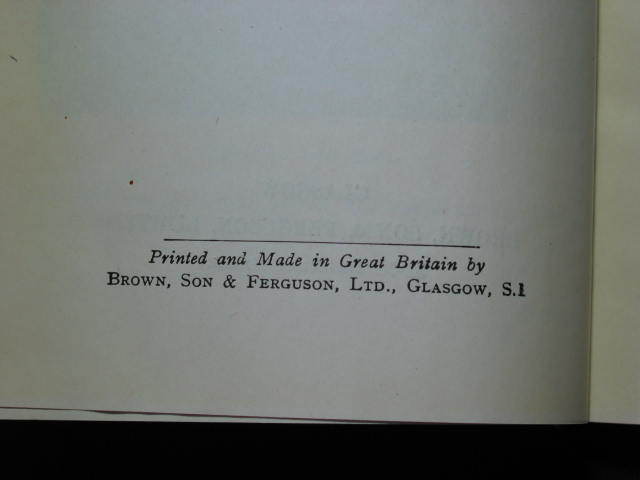 Printed and Made in Great Britain by
BROWN, SON & FERGUSON, LTD., GLASGOW, S.1